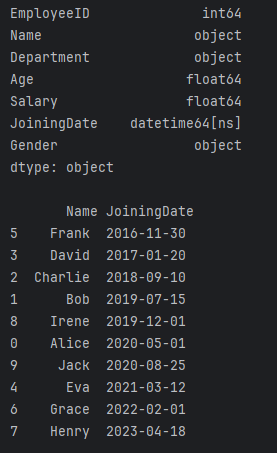 EmployeeID int64
Name object
Department object
Age float64
Salary float64
JoiningDate datetime64[ns]
Gender object
dtype: object
Name JoiningDate
5 Frank 2016-11-30
3 David 2017-01-20
2 Charlie 2018-09-10
1 Bob 2019-07-15
8 Irene 2019-12-01
0 Alice 2020-05-01
9 Jack 2020-08-25
4 Eva 2021-03-12
6 Grace 2022-02-01
7 Henry 2023-04-18